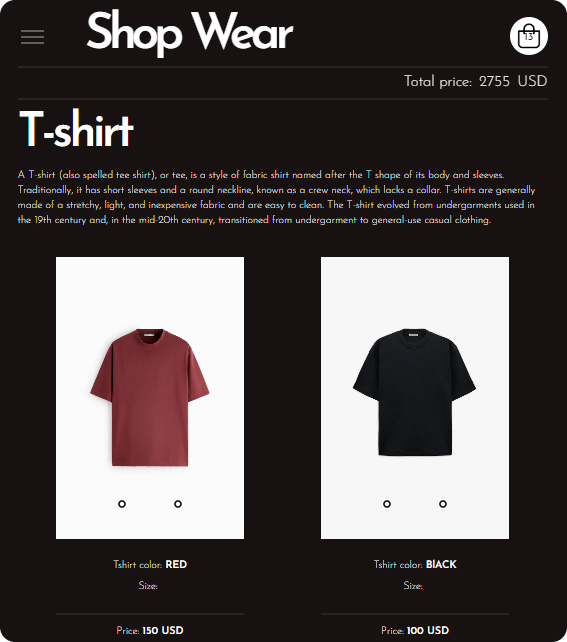 Shop Wear
13
Total price: 2755 USD
T-shirt
A T-shirt (also spelled tee shirt), or tee, is a style of fabric shirt named after the T shape of its body and sleeves.
Traditionally, it has short sleeves and a round neckline, known as a crew neck, which lacks a collar. T-shirts are generally
made of a stretchy, light, and inexpensive fabric and are easy to clean. The T-shirt evolved from undergarments used in
the 19th century and, in the mid-20th century, transitioned from undergarment to general-use casual clothing.
Tshirt color: RED
Size:
Price: 150 USD
Tshirt color: BlACK
Size:
Price: 100 USD